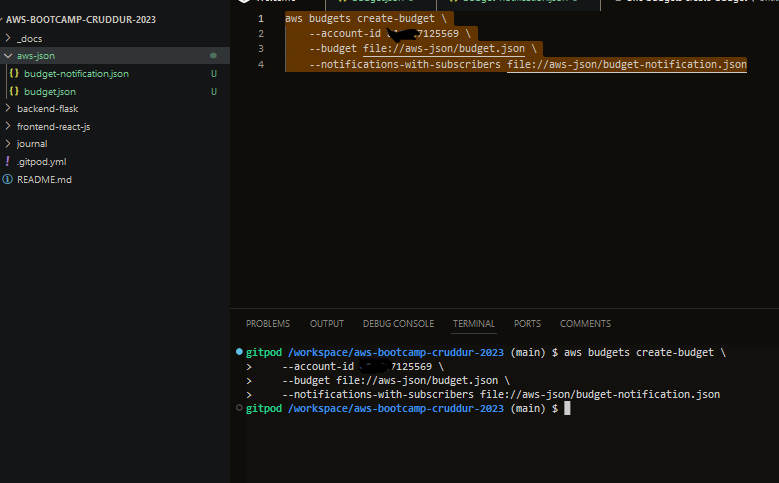 AWS-BOOTCAMP-CRUDDUR-2023
_docs
aws-json
budget-notification.json U
budget.json U
backend-flask
frontend-react-js
journal
.gitpod.yml
README.md
1 aws budgets create-budget \
2 --account-id 7125569 \
3 --budget file://aws-json/budget.json \
4 --notifications-with-subscribers file://aws-json/budget-notification.json
PROBLEMS OUTPUT DEBUG CONSOLE TERMINAL PORTS COMMENTS
gitpod /workspace/aws-bootcamp-cruddur-2023 (main) $ aws budgets create-budget \
> --account-id 7125569 \
> --budget file://aws-json/budget.json \
> --notifications-with-subscribers file://aws-json/budget-notification.json
gitpod /workspace/aws-bootcamp-cruddur-2023 (main) $